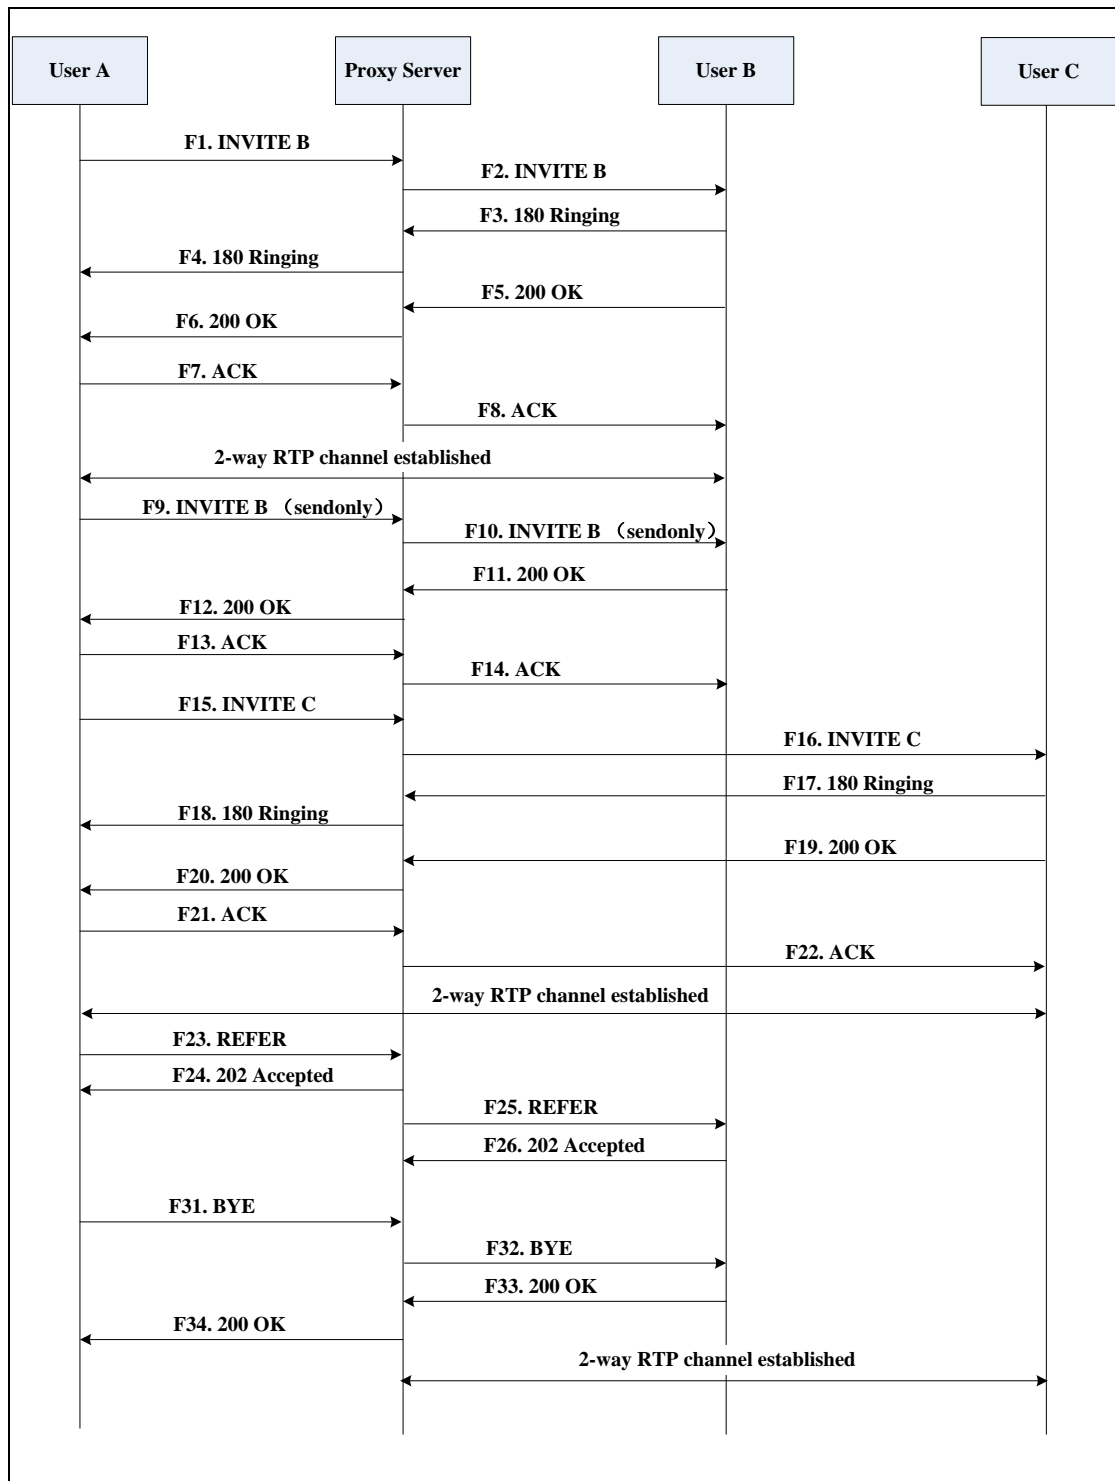 User A
Proxy Server
User B
User C
F1. INVITE B
F2. INVITE B
F3. 180 Ringing
F4. 180 Ringing
F5. 200 OK
F6. 200 OK
F7. ACK
F8. ACK
2-way RTP channel established
F9. INVITE B （sendonly）
F10. INVITE B （sendonly）
F11. 200 OK
F12. 200 OK
F13. ACK
F14. ACK
F15. INVITE C
F16. INVITE C
F17. 180 Ringing
F18. 180 Ringing
F19. 200 OK
F20. 200 OK
F21. ACK
F22. ACK
2-way RTP channel established
F23. REFER
F24. 202 Accepted
F25. REFER
F26. 202 Accepted
F31. BYE
F32. BYE
F33. 200 OK
F34. 200 OK
2-way RTP channel established